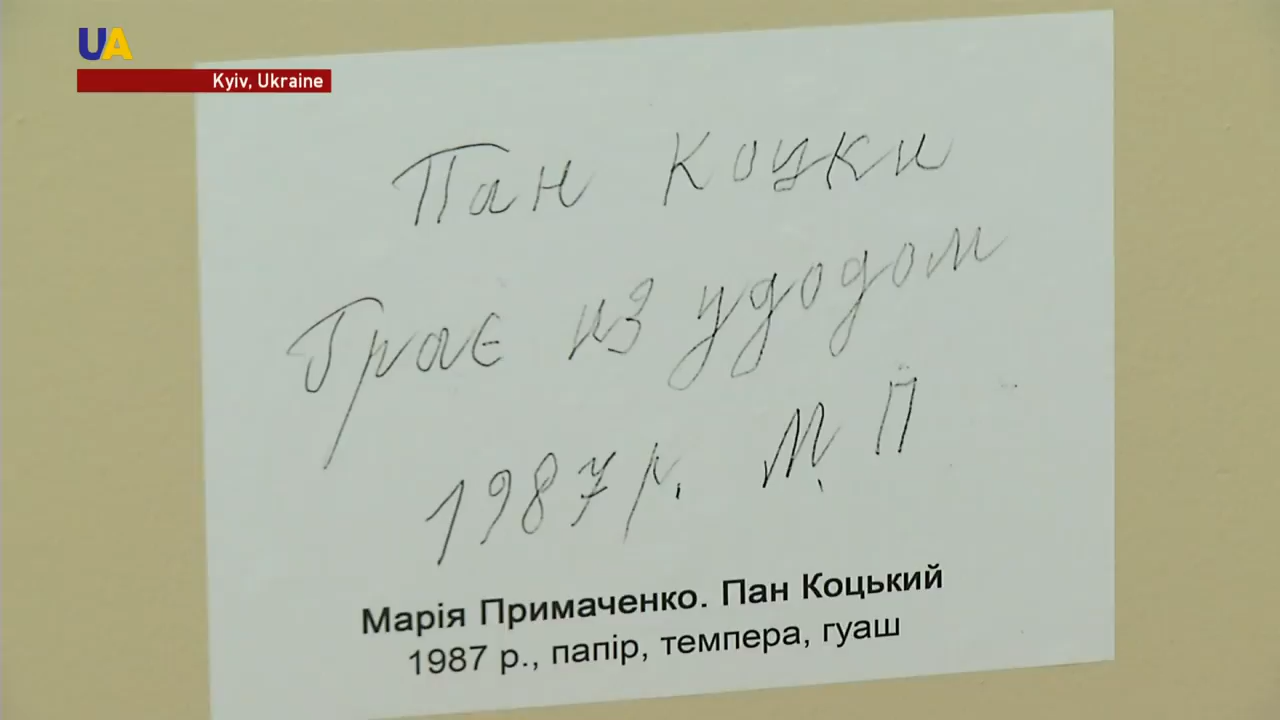 UA
Kyiv, Ukraine
Пан Коцки
Грає из удодом
1987 р. М. П
Марія Примаченко. Пан Коцький
1987 р., папір, темпера, гуаш